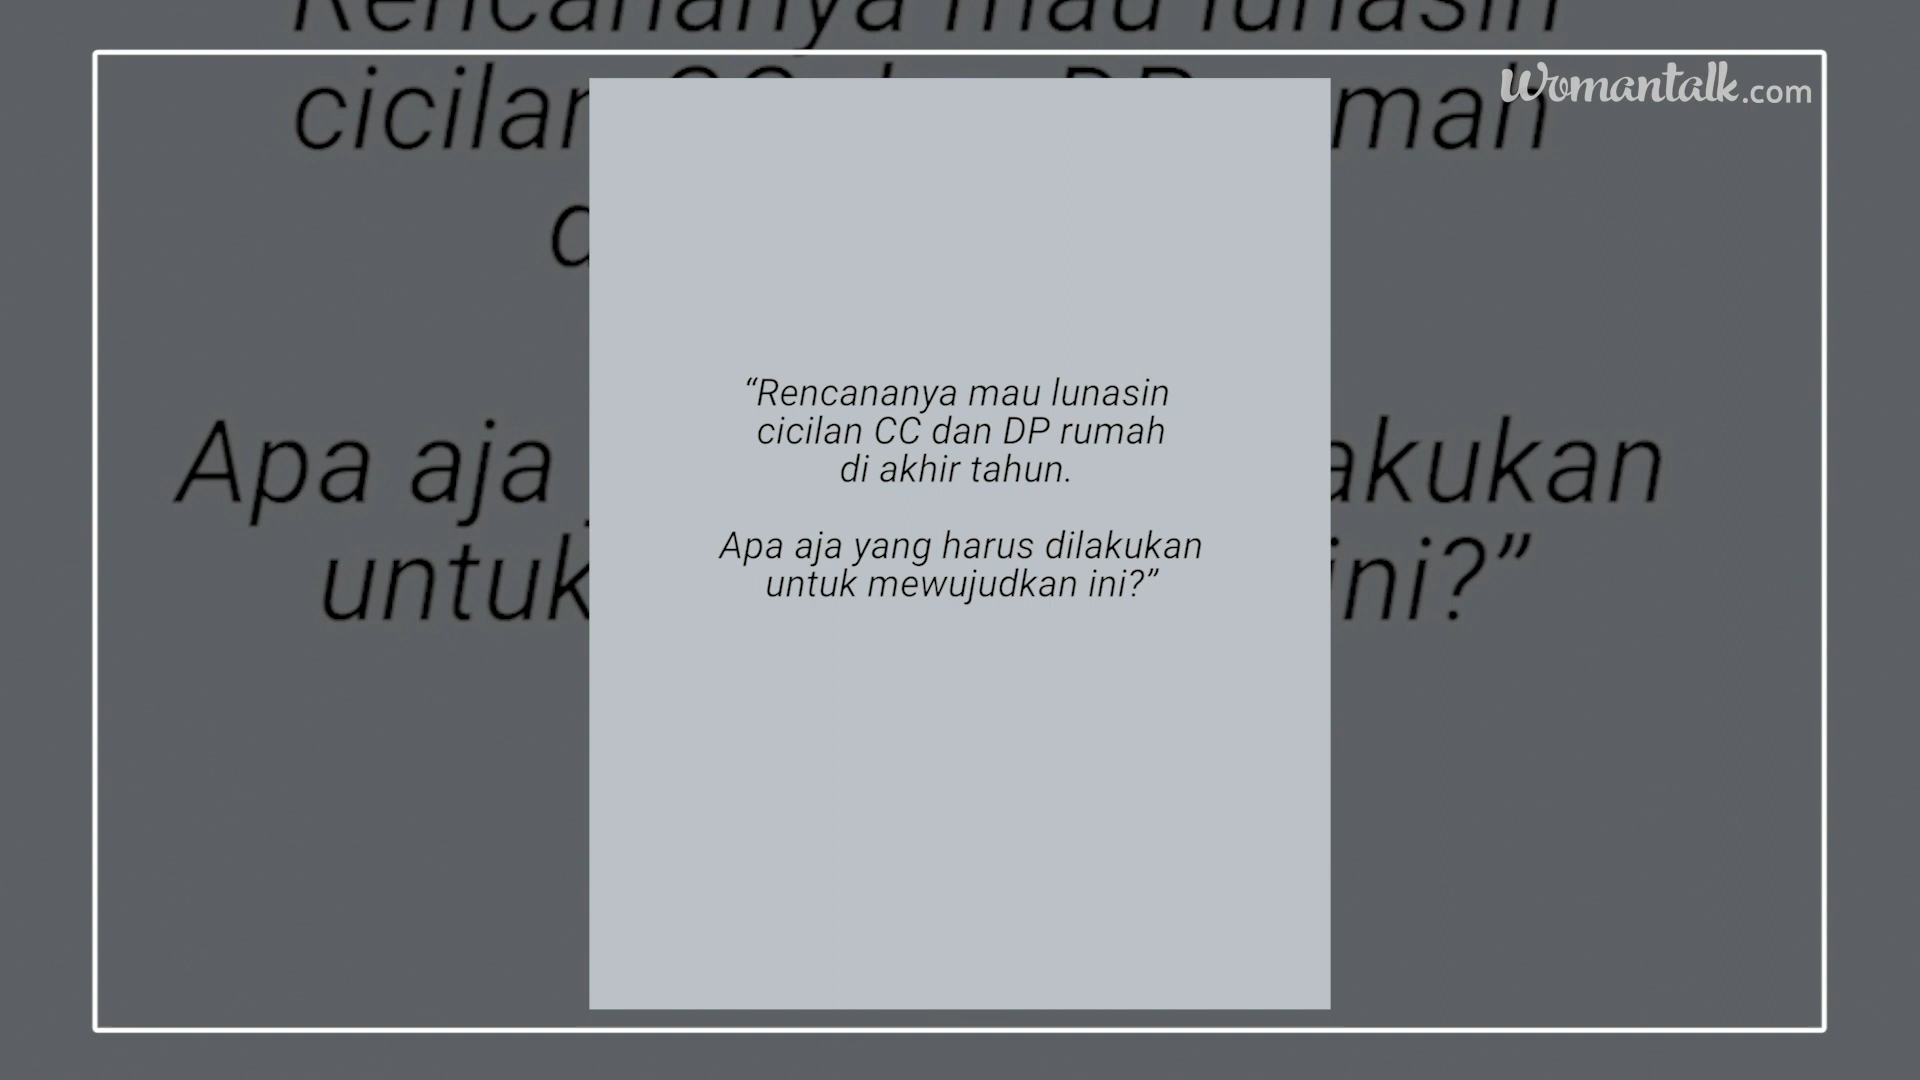 Womantalk.com
“Rencananya mau lunasin
cicilan CC dan DP rumah
di akhir tahun.
Apa aja yang harus dilakukan
untuk mewujudkan ini?”